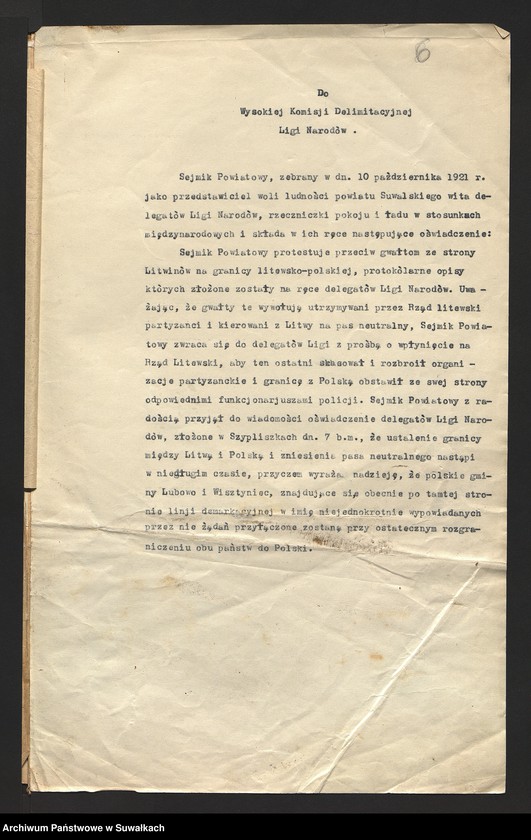 6
Do
Wysokiej Komisji Delimitacyjnej
Ligi Narodów .
Sejmik Powiatowy, zebrany w dn. 10 października 1921 r.
jako przedstawiciel woli ludności powiatu Suwalskiego wita de-
legatów Ligi Narodów, rzeczniczki pokoju i ładu w stosunkach
międzynarodowych i składa w ich ręce następujące oświadczenie:
Sejmik Powiatowy protestuje przeciw gwałtom ze strony
Litwinów na granicy litewsko-polskiej, protokólarne opisy
których złożone zostały na ręce delegatów Ligi Narodów. Uwa -
żając, że gwałty te wywołują utrzymywani przez Rząd litewski
partyzanci i kierowani z Litwy na pas neutralny, Sejmik Powia-
towy zwraca się do delegatów Ligi z prośbą o wpłynięcie na
Rząd Litewski, aby ten ostatni skasował i rozbroił organi -
zacje partyzanckie i granicę z Polską obstawił ze swej strony
odpowiednimi funkcjonarjuszami policji. Sejmik Powiatowy z ra-
dością przyjął do wiadomości oświadczenie delegatów Ligi Naro-
dów, złożone w Szypliszkach dn. 7 b.m., że ustalenie granicy
między Litwą i Polską i zniesienia pasa neutralnego nastąpi
w niedługim czasie, przyczem wyraża nadzieję, że polskie gmi-
ny Lubowo i Wisztyniec, znajdujące się obecnie po tamtej stro-
nie linji demarkacyjnej w imię niejednokrotnie wypowiadanych
przez nie żądań przyłączone zostaną przy ostatecznym rozgra-
niczeniu obu państw do Polski.
Archiwum Państwowe w Suwałkach